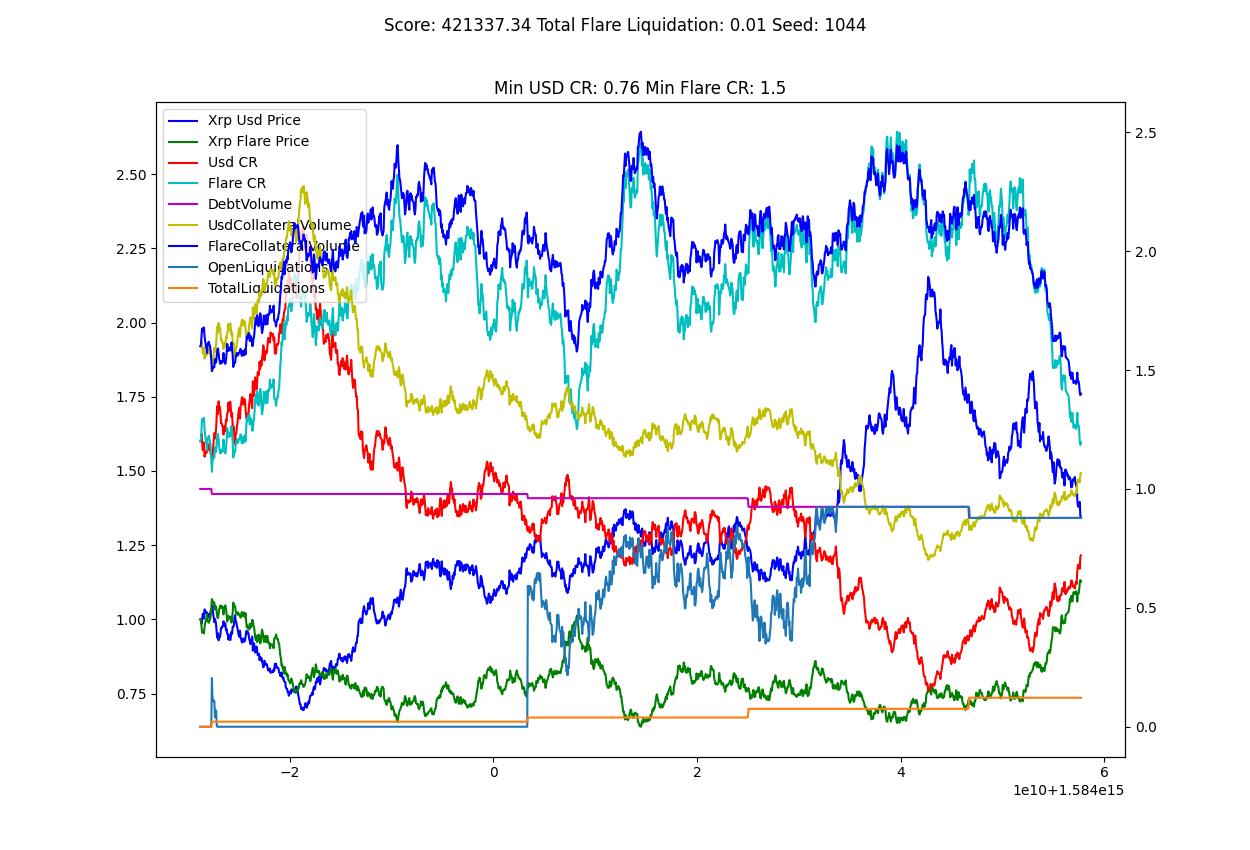 Score: 421337.34 Total Flare Liquidation: 0.01 Seed: 1044
Min USD CR: 0.76 Min Flare CR: 1.5
Xrp Usd Price
Xrp Flare Price
Usd CR
Flare CR
DebtVolume
UsdCollateralVolume
FlareCollateralVolume
OpenLiquidations
TotalLiquidations
2.50
2.25
2.00
1.75
1.50
1.25
1.00
0.75
2.5
2.0
1.5
1.0
0.5
0.0
−2 0 2 4 6
1e10+1.584e15